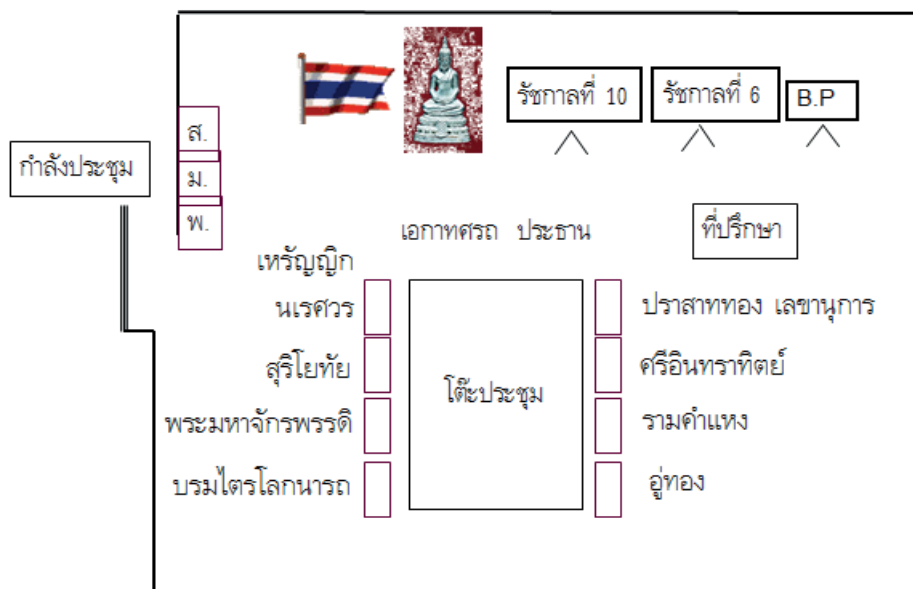 รัชกาลที่ 10
รัชกาลที่ 6
B.P
ส.
กำลังประชุม
ม.
พ.
เอกาทศรถ ประธาน
ที่ปรึกษา
เหรัญญิก
นเรศวร
ปราสาททอง เลขานุการ
สุริโยทัย
ศรีอินทราทิตย์
โต๊ะประชุม
พระมหาจักรพรรดิ
รามคำแหง
บรมไตรโลกนารถ
อู่ทอง